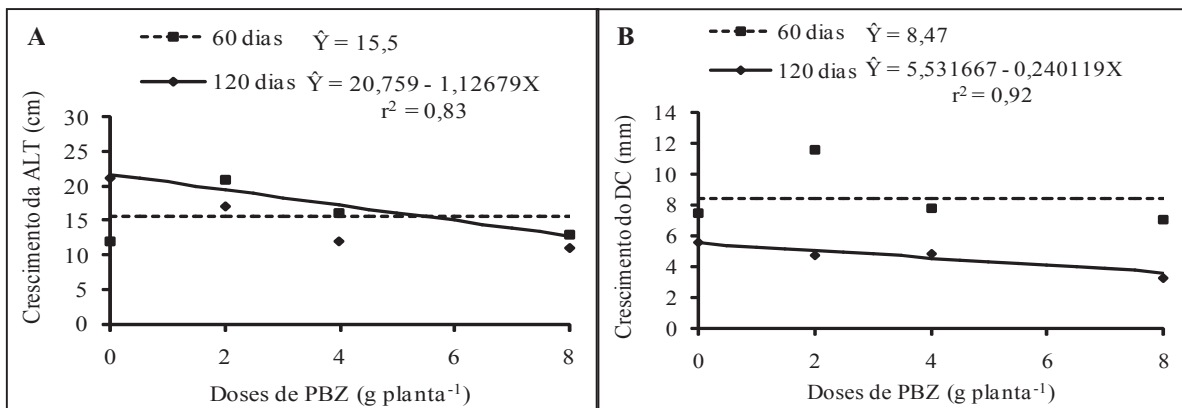 A
60 dias Ŷ = 15,5
120 dias Ŷ = 20,759 - 1,12679X
r² = 0,83
Crescimento da ALT (cm)
30
25
20
15
10
5
0
0 2 4 6 8
Doses de PBZ (g planta⁻¹)
B
60 dias Ŷ = 8,47
120 dias Ŷ = 5,531667 - 0,240119X
r² = 0,92
Crescimento do DC (mm)
14
12
10
8
6
4
2
0
0 2 4 6 8
Doses de PBZ (g planta⁻¹)